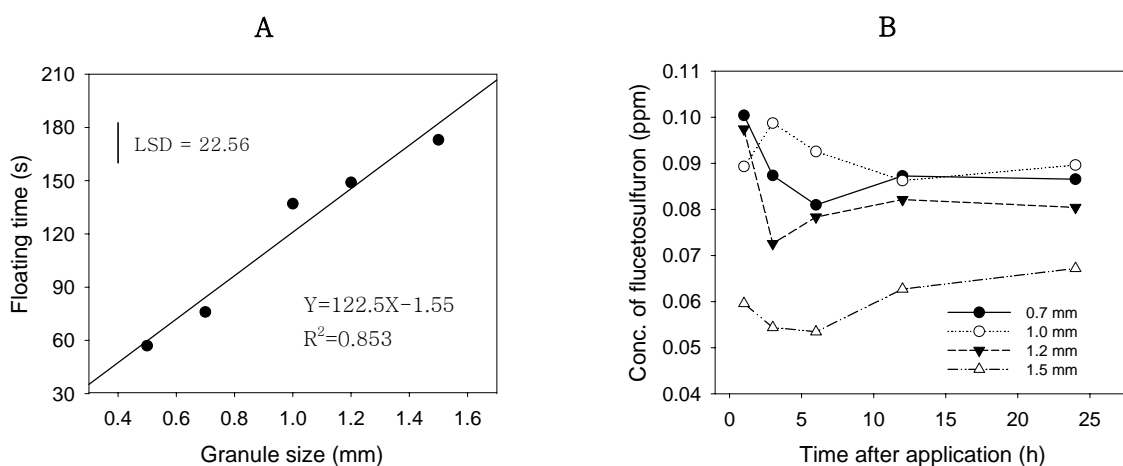 A
Floating time (s)
210
180
150
120
90
60
30
LSD = 22.56
Y=122.5X-1.55
R²=0.853
0.4 0.6 0.8 1.0 1.2 1.4 1.6
Granule size (mm)
B
Conc. of flucetosulfuron (ppm)
0.11
0.10
0.09
0.08
0.07
0.06
0.05
0.04
0.7 mm
1.0 mm
1.2 mm
1.5 mm
0 5 10 15 20 25
Time after application (h)